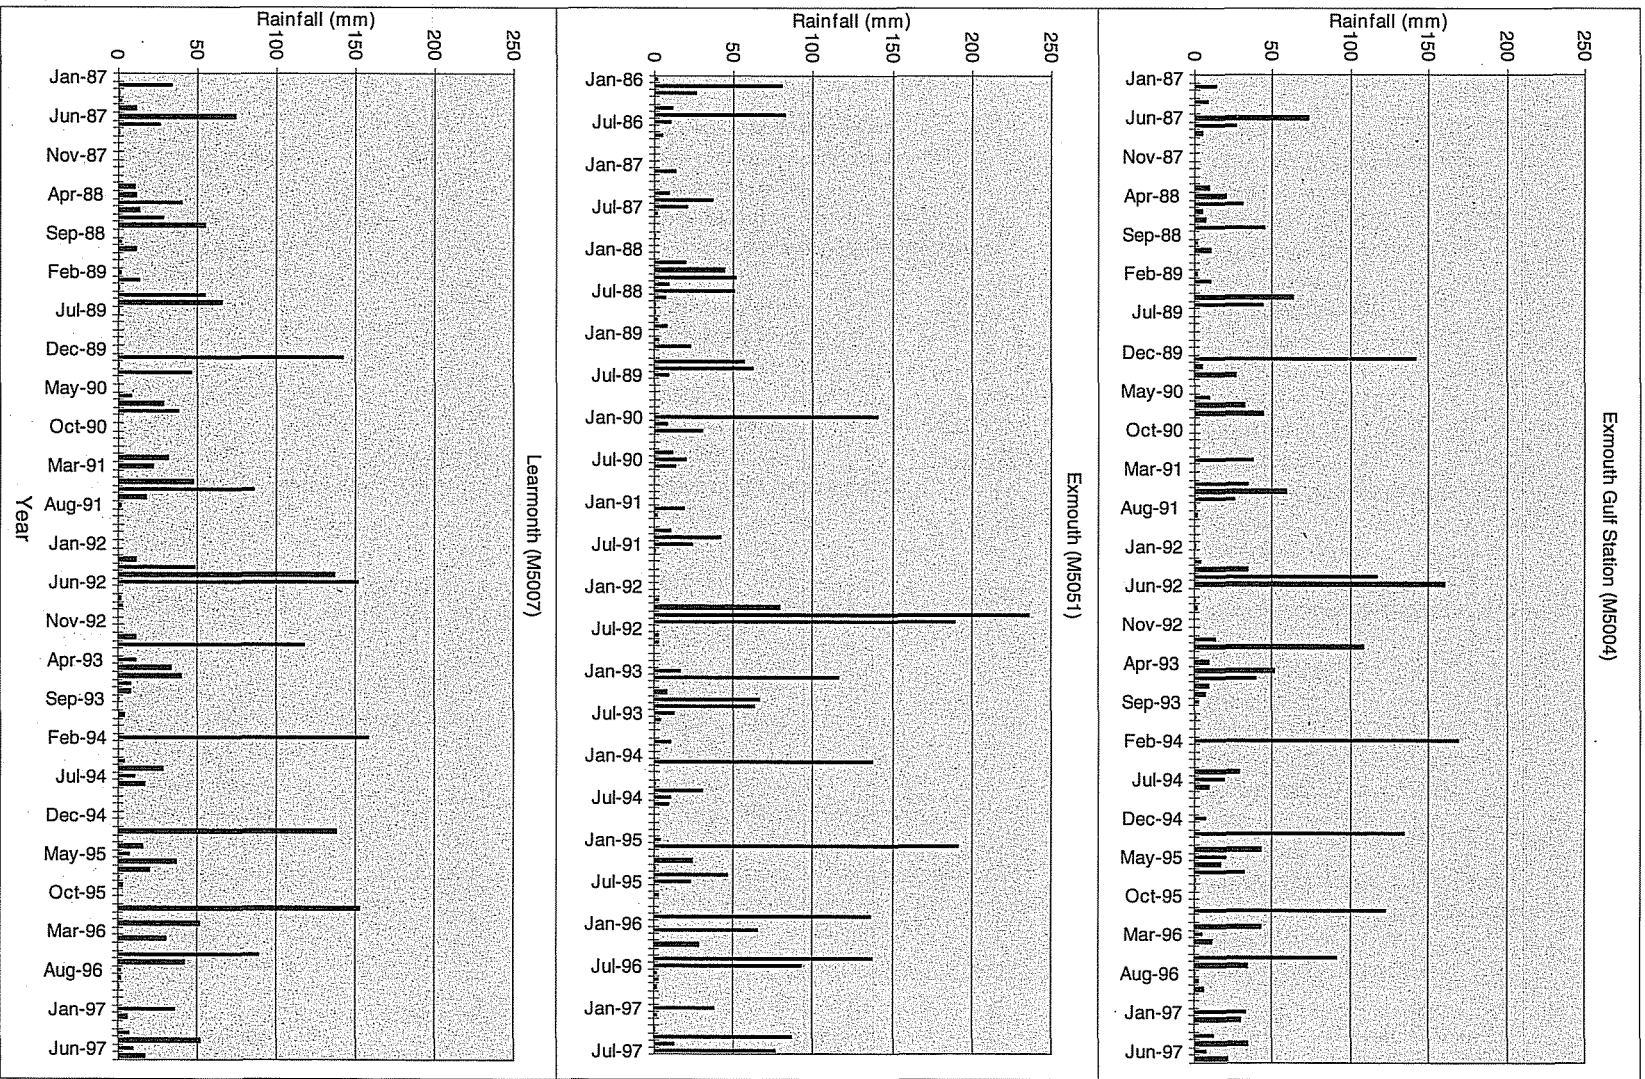 Rainfall (mm)
0
50
100
150
200
250
Jan-87
Jun-87
Nov-87
Apr-88
Sep-88
Feb-89
Jul-89
Dec-89
May-90
Oct-90
Mar-91
Aug-91
Jan-92
Jun-92
Nov-92
Apr-93
Sep-93
Feb-94
Jul-94
Dec-94
May-95
Oct-95
Mar-96
Aug-96
Jan-97
Jun-97
Year
Learmonth (M5007)
Rainfall (mm)
0
50
100
150
200
250
Jan-86
Jul-86
Jan-87
Jul-87
Jan-88
Jul-88
Jan-89
Jul-89
Jan-90
Jul-90
Jan-91
Jul-91
Jan-92
Jul-92
Jan-93
Jul-93
Jan-94
Jul-94
Jan-95
Jul-95
Jan-96
Jul-96
Jan-97
Jul-97
Exmouth (M5051)
Rainfall (mm)
0
50
100
150
200
250
Jan-87
Jun-87
Nov-87
Apr-88
Sep-88
Feb-89
Jul-89
Dec-89
May-90
Oct-90
Mar-91
Aug-91
Jan-92
Jun-92
Nov-92
Apr-93
Sep-93
Feb-94
Jul-94
Dec-94
May-95
Oct-95
Mar-96
Aug-96
Jan-97
Jun-97
Exmouth Gulf Station (M5004)